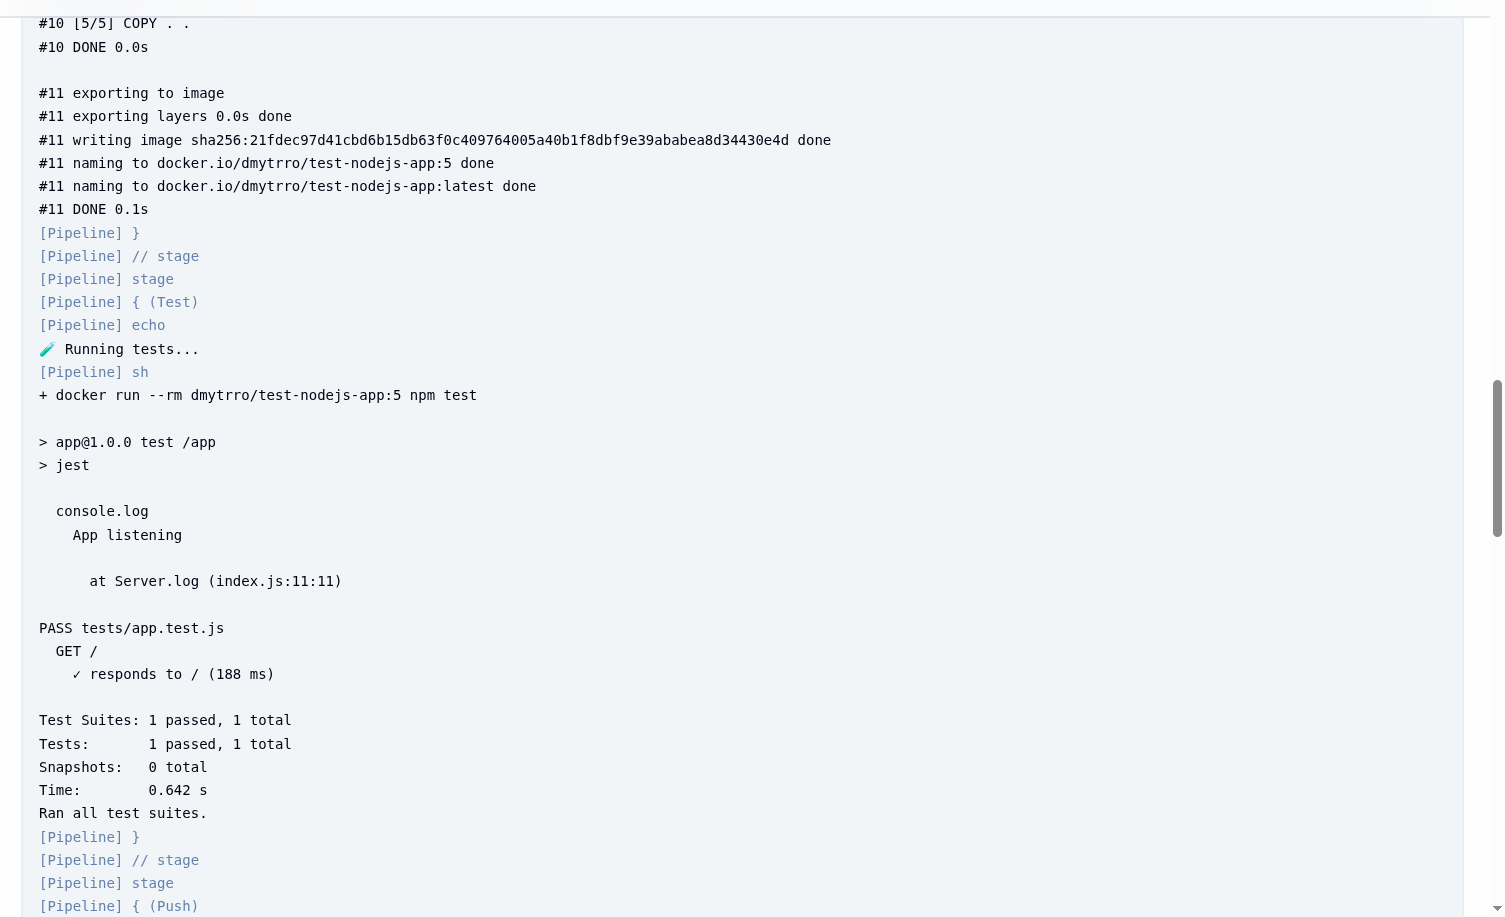 #10 [5/5] COPY . .
#10 DONE 0.0s
#11 exporting to image
#11 exporting layers 0.0s done
#11 writing image sha256:21fdec97d41cbd6b15db63f0c409764005a40b1f8dbf9e39ababea8d34430e4d done
#11 naming to docker.io/dmytrro/test-nodejs-app:5 done
#11 naming to docker.io/dmytrro/test-nodejs-app:latest done
#11 DONE 0.1s
[Pipeline] }
[Pipeline] // stage
[Pipeline] stage
[Pipeline] { (Test)
[Pipeline] echo
🧪 Running tests...
[Pipeline] sh
+ docker run --rm dmytrro/test-nodejs-app:5 npm test
> app@1.0.0 test /app
> jest
console.log
App listening
at Server.log (index.js:11:11)
PASS tests/app.test.js
GET /
✓ responds to / (188 ms)
Test Suites: 1 passed, 1 total
Tests:       1 passed, 1 total
Snapshots:   0 total
Time:        0.642 s
Ran all test suites.
[Pipeline] }
[Pipeline] // stage
[Pipeline] stage
[Pipeline] { (Push)